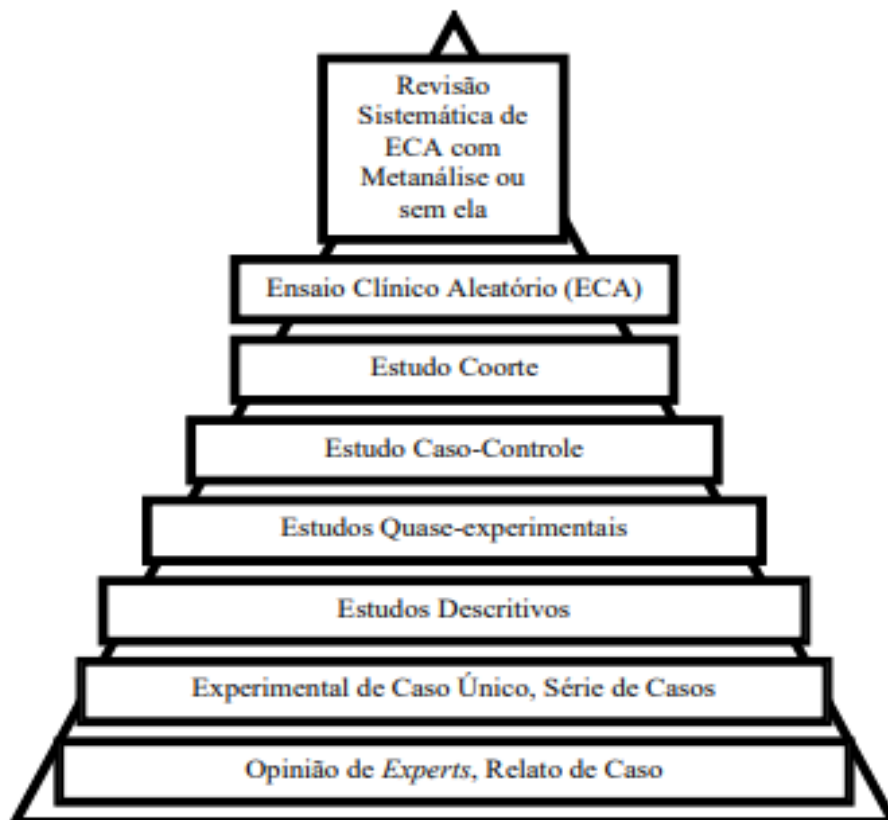 Revisão
Sistemática de
ECA com
Metanálise ou
sem ela
Ensaio Clínico Aleatório (ECA)
Estudo Coorte
Estudo Caso-Controle
Estudos Quase-experimentais
Estudos Descritivos
Experimental de Caso Único, Série de Casos
Opinião de Experts, Relato de Caso